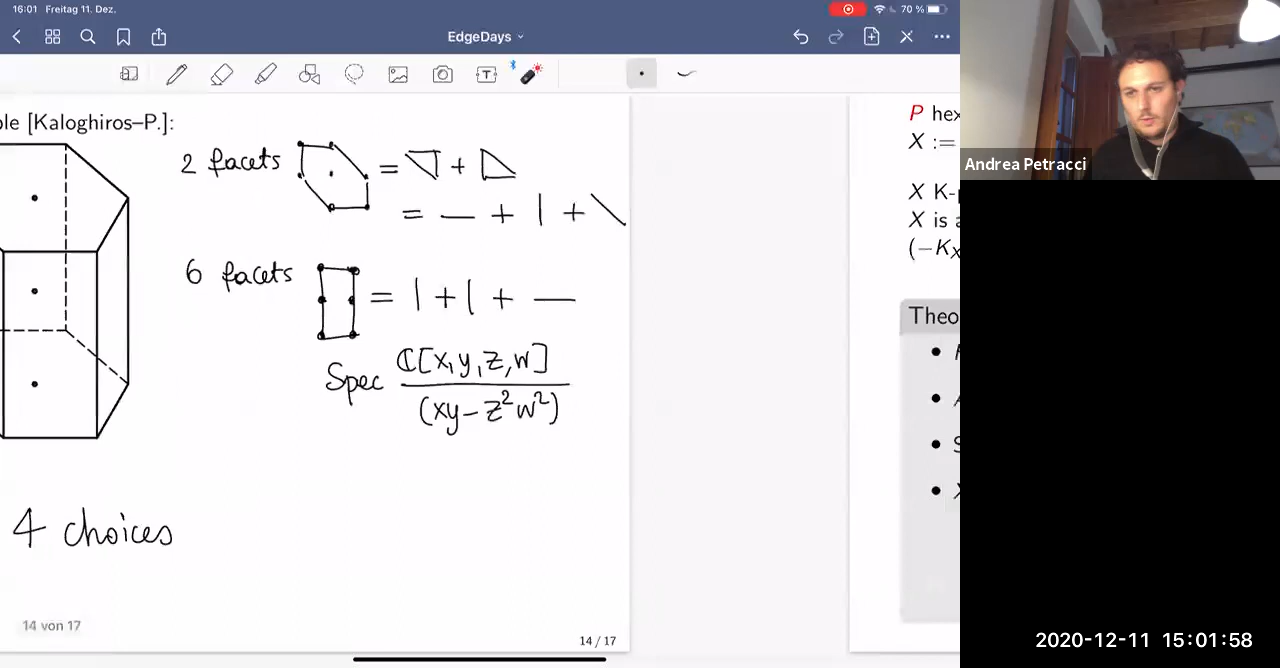 16:01 Freitag 11. Dez.
70 %
EdgeDays
ple [Kaloghiros–P.]:
2 facets = +
= — + | + \
6 facets = | + | + —
Spec ℂ[x,y,z,w]
(xy - z²w²)
4 choices
14 von 17
14 / 17
P hex
X :=
X K-
X is a
(−K_X
Theo
Andrea Petracci
2020-12-11 15:01:58